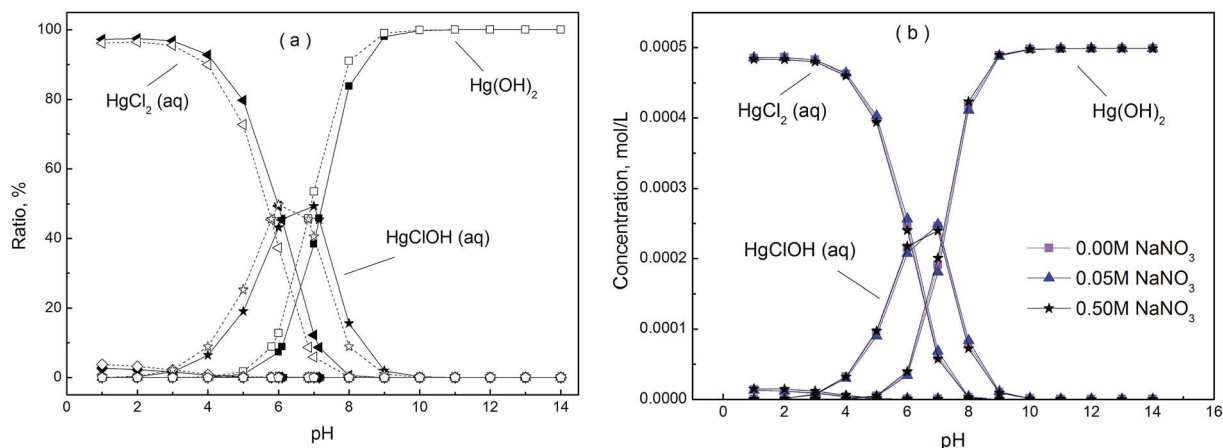 ( a )
100
80
60
40
20
0
Ratio, %
HgCl₂ (aq)
Hg(OH)₂
HgClOH (aq)
0 2 4 6 8 10 12 14
pH
( b )
0.0005
0.0004
0.0003
0.0002
0.0001
0.0000
Concentration, mol/L
HgCl₂ (aq)
Hg(OH)₂
HgClOH (aq)
0.00M NaNO₃
0.05M NaNO₃
0.50M NaNO₃
0 2 4 6 8 10 12 14 16
pH